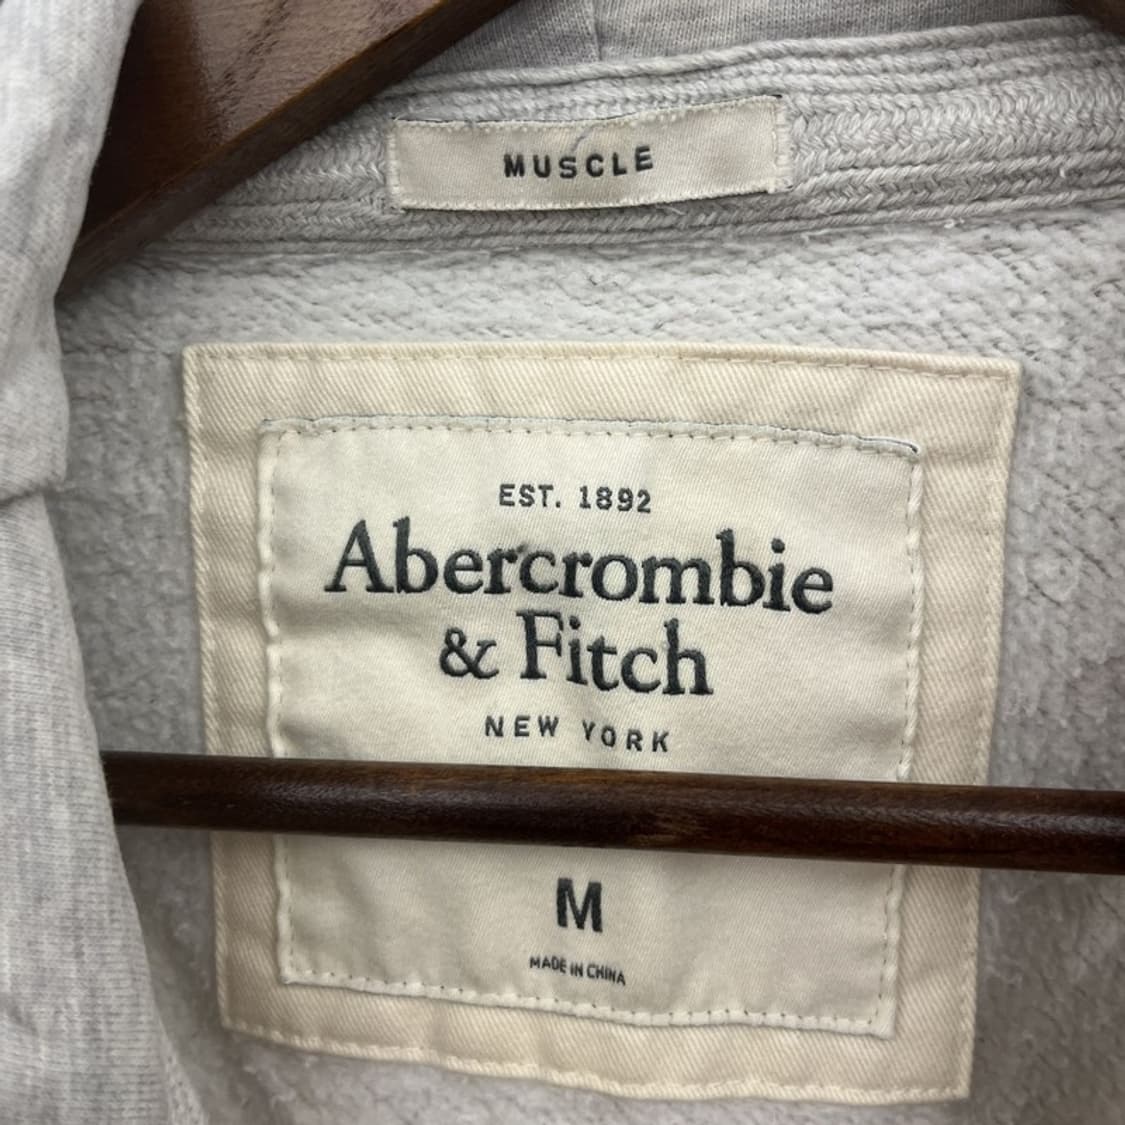 MUSCLE
EST. 1892
Abercrombie
& Fitch
NEW YORK
M
MADE IN CHINA